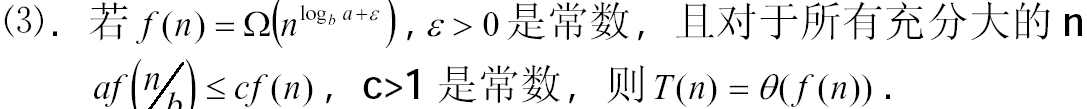 (3). 若 f(n) = Ω(n^{log_b a+ε}), ε > 0 是常数, 且对于所有充分大的 n
af(n/b) ≤ cf(n), c>1 是常数, 则 T(n) = θ(f(n)).